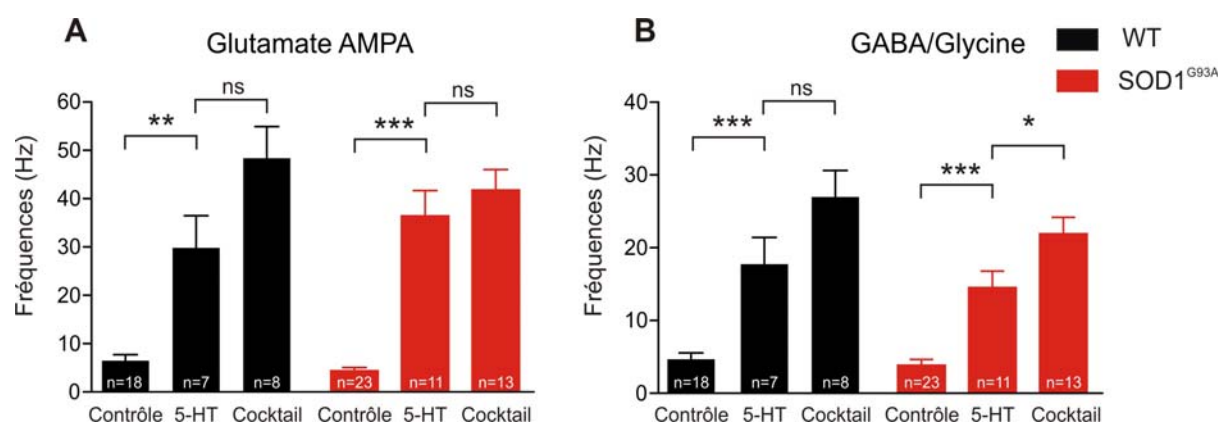 A
Glutamate AMPA
Fréquences (Hz)
60
50
40
30
20
10
0
**
ns
***
ns
n=18
n=7
n=8
n=23
n=11
n=13
Contrôle
5-HT
Cocktail
Contrôle
5-HT
Cocktail
B
GABA/Glycine
WT
SOD1G93A
Fréquences (Hz)
40
30
20
10
0
***
ns
***
*
n=18
n=7
n=8
n=23
n=11
n=13
Contrôle
5-HT
Cocktail
Contrôle
5-HT
Cocktail